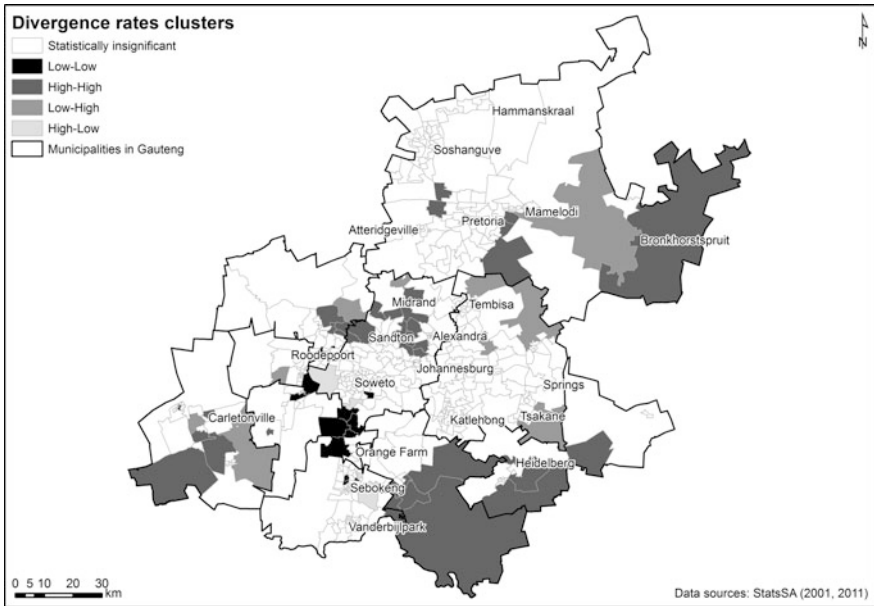 Divergence rates clusters
Statistically insignificant
Low-Low
High-High
Low-High
High-Low
Municipalities in Gauteng
N
Hammanskraal
Soshanguve
Mamelodi
Pretoria
Atteridgeville
Bronkhorstspruit
Midrand
Tembisa
Sandton
Alexandra
Roodepoort
Johannesburg
Soweto
Springs
Carletonville
Katlehong
Tsakane
Orange Farm
Heidelberg
Sebokeng
Vanderbijlpark
0 5 10 20 30
km
Data sources: StatsSA (2001, 2011)